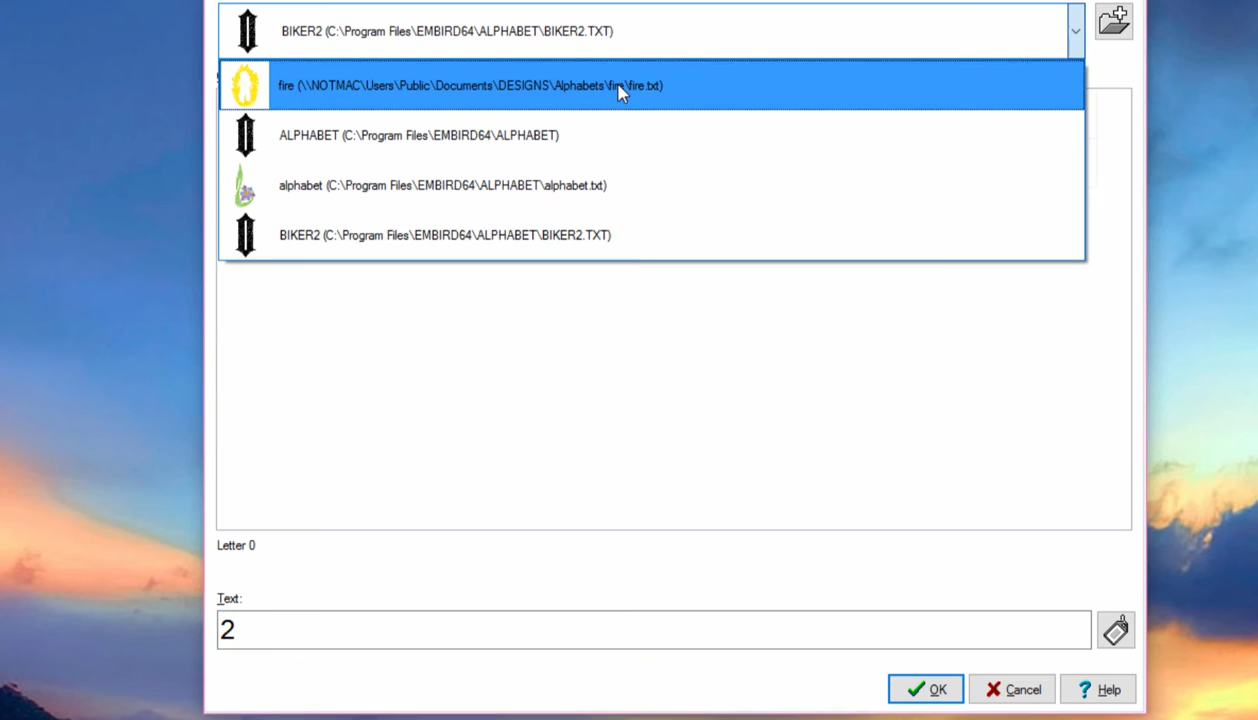 BIKER2 (C:\Program Files\EMBIRD64\ALPHABET\BIKER2.TXT)
fire (\\NOTMAC\Users\Public\Documents\DESIGNS\Alphabets\fire\fire.txt)
ALPHABET (C:\Program Files\EMBIRD64\ALPHABET)
alphabet (C:\Program Files\EMBIRD64\ALPHABET\alphabet.txt)
BIKER2 (C:\Program Files\EMBIRD64\ALPHABET\BIKER2.TXT)
Letter 0
Text:
2
OK Cancel Help